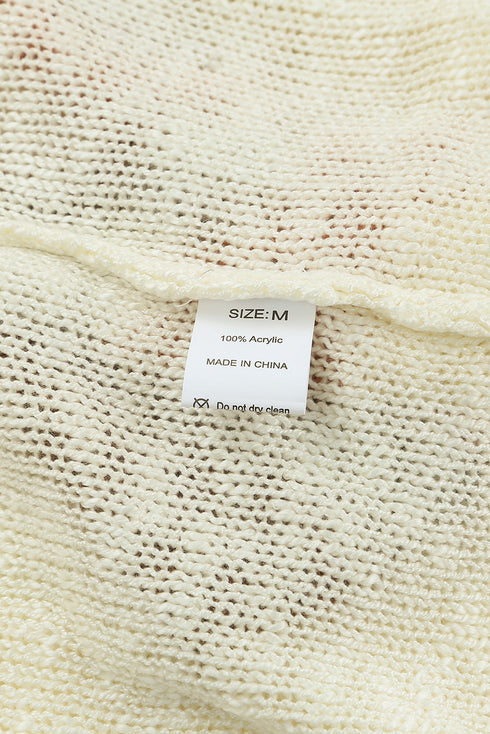 SIZE: M
100% Acrylic
MADE IN CHINA
Do not dry clean